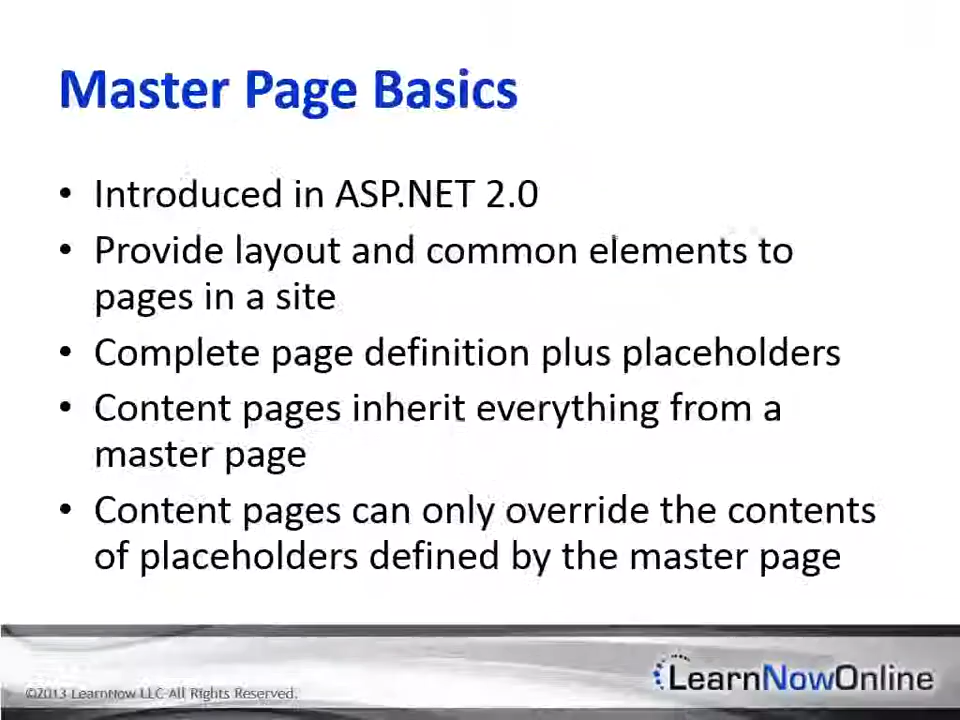 Master Page Basics
• Introduced in ASP.NET 2.0
• Provide layout and common elements to
pages in a site
• Complete page definition plus placeholders
• Content pages inherit everything from a
master page
• Content pages can only override the contents
of placeholders defined by the master page
©2013 LearnNow LLC All Rights Reserved.
LearnNowOnline